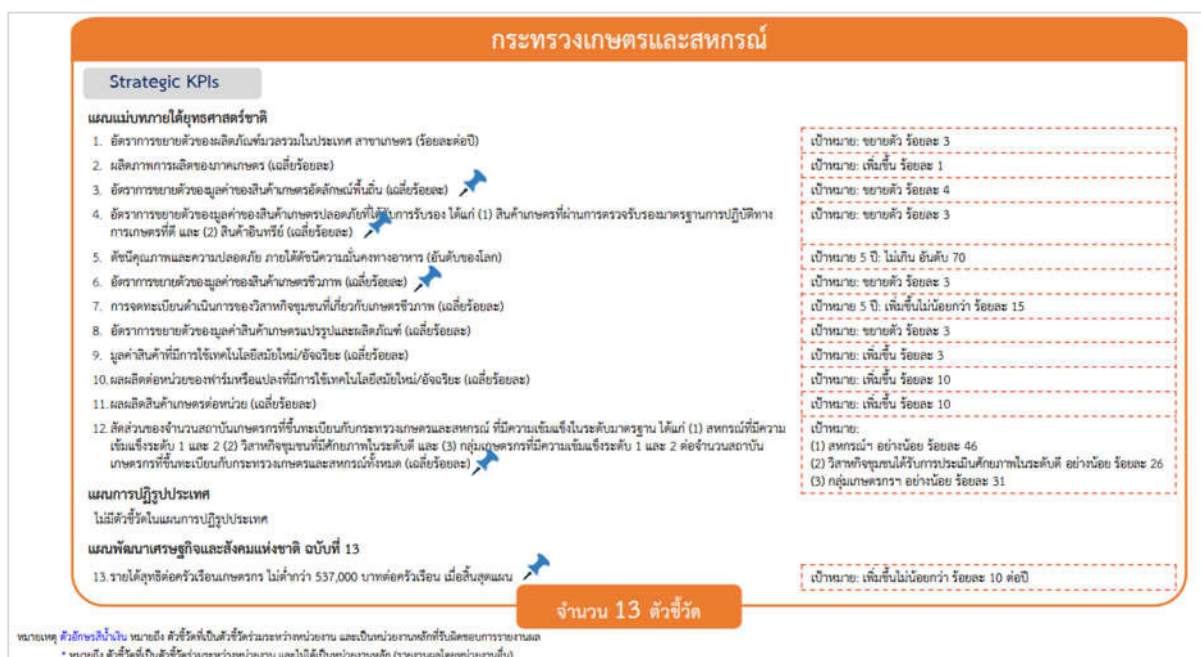 กระทรวงเกษตรและสหกรณ์
Strategic KPIs
แผนแม่บทภายใต้ยุทธศาสตร์ชาติ
1. อัตราการขยายตัวของผลิตภัณฑ์มวลรวมในประเทศ สาขาเกษตร (ร้อยละต่อปี)
เป้าหมาย: ขยายตัว ร้อยละ 3
2. ผลิตภาพการผลิตของภาคเกษตร (เฉลี่ยร้อยละ)
เป้าหมาย: เพิ่มขึ้น ร้อยละ 1
3. อัตราการขยายตัวของมูลค่าของสินค้าเกษตรอัตลักษณ์พื้นถิ่น (เฉลี่ยร้อยละ)
เป้าหมาย: ขยายตัว ร้อยละ 4
4. อัตราการขยายตัวของมูลค่าของสินค้าเกษตรปลอดภัยที่ได้รับการรับรอง ได้แก่ (1) สินค้าเกษตรที่ผ่านการตรวจรับรองมาตรฐานการปฏิบัติทาง
การเกษตรที่ดี และ (2) สินค้าอินทรีย์ (เฉลี่ยร้อยละ)
เป้าหมาย: ขยายตัว ร้อยละ 3
5. ดัชนีคุณภาพและความปลอดภัย ภายใต้ดัชนีความมั่นคงทางอาหาร (อันดับของโลก)
เป้าหมาย 5 ปี: ไม่เกิน อันดับ 70
6. อัตราการขยายตัวของมูลค่าของสินค้าเกษตรชีวภาพ (เฉลี่ยร้อยละ)
เป้าหมาย: ขยายตัว ร้อยละ 3
7. การจดทะเบียนดำเนินการของวิสาหกิจชุมชนที่เกี่ยวกับเกษตรชีวภาพ (เฉลี่ยร้อยละ)
เป้าหมาย 5 ปี: เพิ่มขึ้นไม่น้อยกว่า ร้อยละ 15
8. อัตราการขยายตัวของมูลค่าสินค้าเกษตรแปรรูปและผลิตภัณฑ์ (เฉลี่ยร้อยละ)
เป้าหมาย: ขยายตัว ร้อยละ 3
9. มูลค่าสินค้าที่มีการใช้เทคโนโลยีสมัยใหม่/อัจฉริยะ (เฉลี่ยร้อยละ)
เป้าหมาย: เพิ่มขึ้น ร้อยละ 3
10. ผลผลิตต่อหน่วยของฟาร์มหรือแปลงที่มีการใช้เทคโนโลยีสมัยใหม่/อัจฉริยะ (เฉลี่ยร้อยละ)
เป้าหมาย: เพิ่มขึ้น ร้อยละ 10
11. ผลผลิตสินค้าเกษตรต่อหน่วย (เฉลี่ยร้อยละ)
เป้าหมาย: เพิ่มขึ้น ร้อยละ 10
12. สัดส่วนของจำนวนสถาบันเกษตรกรที่ขึ้นทะเบียนกับกระทรวงเกษตรและสหกรณ์ ที่มีความเข้มแข็งในระดับมาตรฐาน ได้แก่ (1) สหกรณ์ที่มีความ
เข้มแข็งระดับ 1 และ 2 (2) วิสาหกิจชุมชนที่มีศักยภาพในระดับดี และ (3) กลุ่มเกษตรกรที่มีความเข้มแข็งระดับ 1 และ 2 ต่อจำนวนสถาบัน
เกษตรกรที่ขึ้นทะเบียนกับกระทรวงเกษตรและสหกรณ์ทั้งหมด (เฉลี่ยร้อยละ)
เป้าหมาย:
(1) สหกรณ์ฯ อย่างน้อย ร้อยละ 46
(2) วิสาหกิจชุมชนได้รับการประเมินศักยภาพในระดับดี อย่างน้อย ร้อยละ 26
(3) กลุ่มเกษตรกรฯ อย่างน้อย ร้อยละ 31
แผนการปฏิรูปประเทศ
ไม่มีตัวชี้วัดในแผนการปฏิรูปประเทศ
แผนพัฒนาเศรษฐกิจและสังคมแห่งชาติ ฉบับที่ 13
13. รายได้สุทธิต่อครัวเรือนเกษตรกร ไม่ต่ำกว่า 537,000 บาทต่อครัวเรือน เมื่อสิ้นสุดแผน
เป้าหมาย: เพิ่มขึ้นไม่น้อยกว่า ร้อยละ 10 ต่อปี
จำนวน 13 ตัวชี้วัด
หมายเหตุ ตัวอักษรสีน้ำเงิน หมายถึง ตัวชี้วัดที่เป็นตัวชี้วัดร่วมระหว่างหน่วยงาน และเป็นหน่วยงานหลักที่รับผิดชอบการรายงานผล
* หมายถึง ตัวชี้วัดที่เป็นตัวชี้วัดร่วมระหว่างหน่วยงาน และไม่ได้เป็นหน่วยงานหลัก (รายงานผลโดยหน่วยงานอื่น)